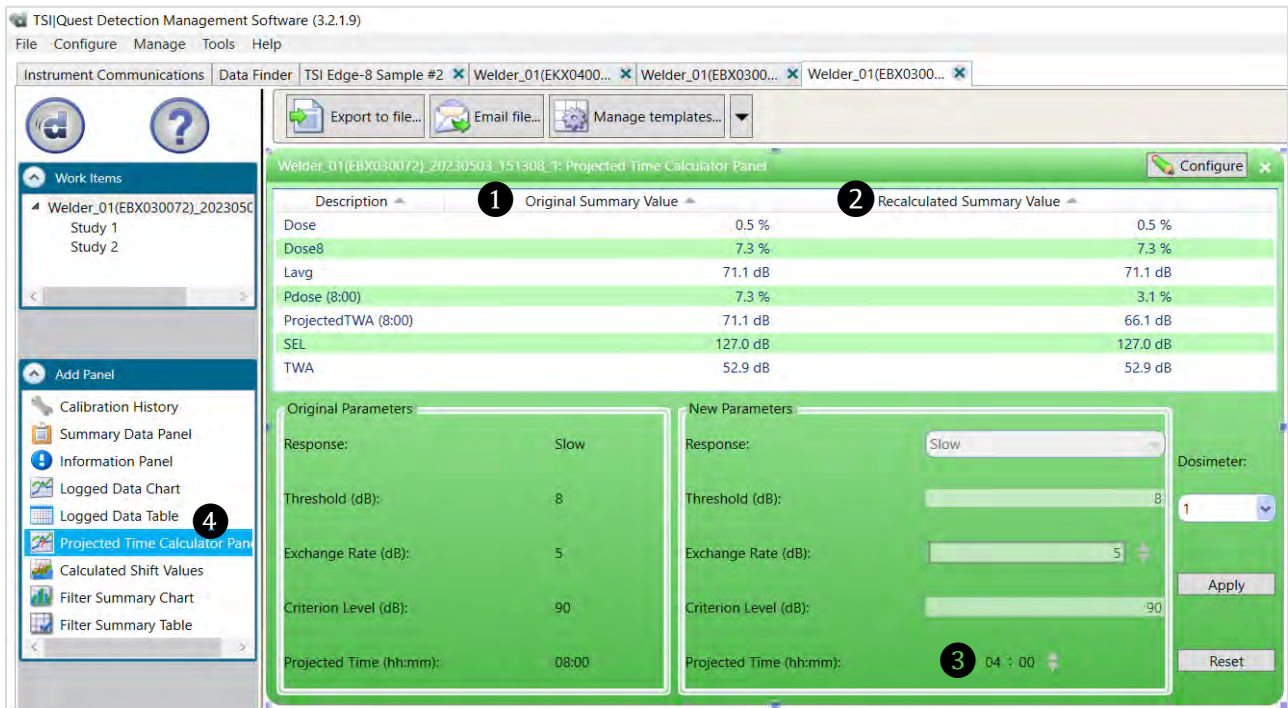 TSI|Quest Detection Management Software (3.2.1.9)
File Configure Manage Tools Help
Instrument Communications Data Finder TSI Edge-8 Sample #2 Welder_01(EKX0400... Welder_01(EBX0300... Welder_01(EBX0300...
Export to file... Email file... Manage templates...
Work Items
Welder_01(EBX030072)_202305
Study 1
Study 2
Add Panel
Calibration History
Summary Data Panel
Information Panel
Logged Data Chart
Logged Data Table
4
Projected Time Calculator Pan
Calculated Shift Values
Filter Summary Chart
Filter Summary Table
Welder_01(EBX030072)_20230503_151308_1: Projected Time Calculator Panel Configure
Description 1 Original Summary Value 2 Recalculated Summary Value
Dose 0.5 % 0.5 %
Dose8 7.3 % 7.3 %
Lavg 71.1 dB 71.1 dB
Pdose (8:00) 7.3 % 3.1 %
ProjectedTWA (8:00) 71.1 dB 66.1 dB
SEL 127.0 dB 127.0 dB
TWA 52.9 dB 52.9 dB
Original Parameters New Parameters
Response: Slow Response: Slow
Dosimeter:
Threshold (dB): 8 Threshold (dB): 8
1
Exchange Rate (dB): 5 Exchange Rate (dB): 5
Apply
Criterion Level (dB): 90 Criterion Level (dB): 90
Projected Time (hh:mm): 08:00 Projected Time (hh:mm): 3 04 : 00 Reset